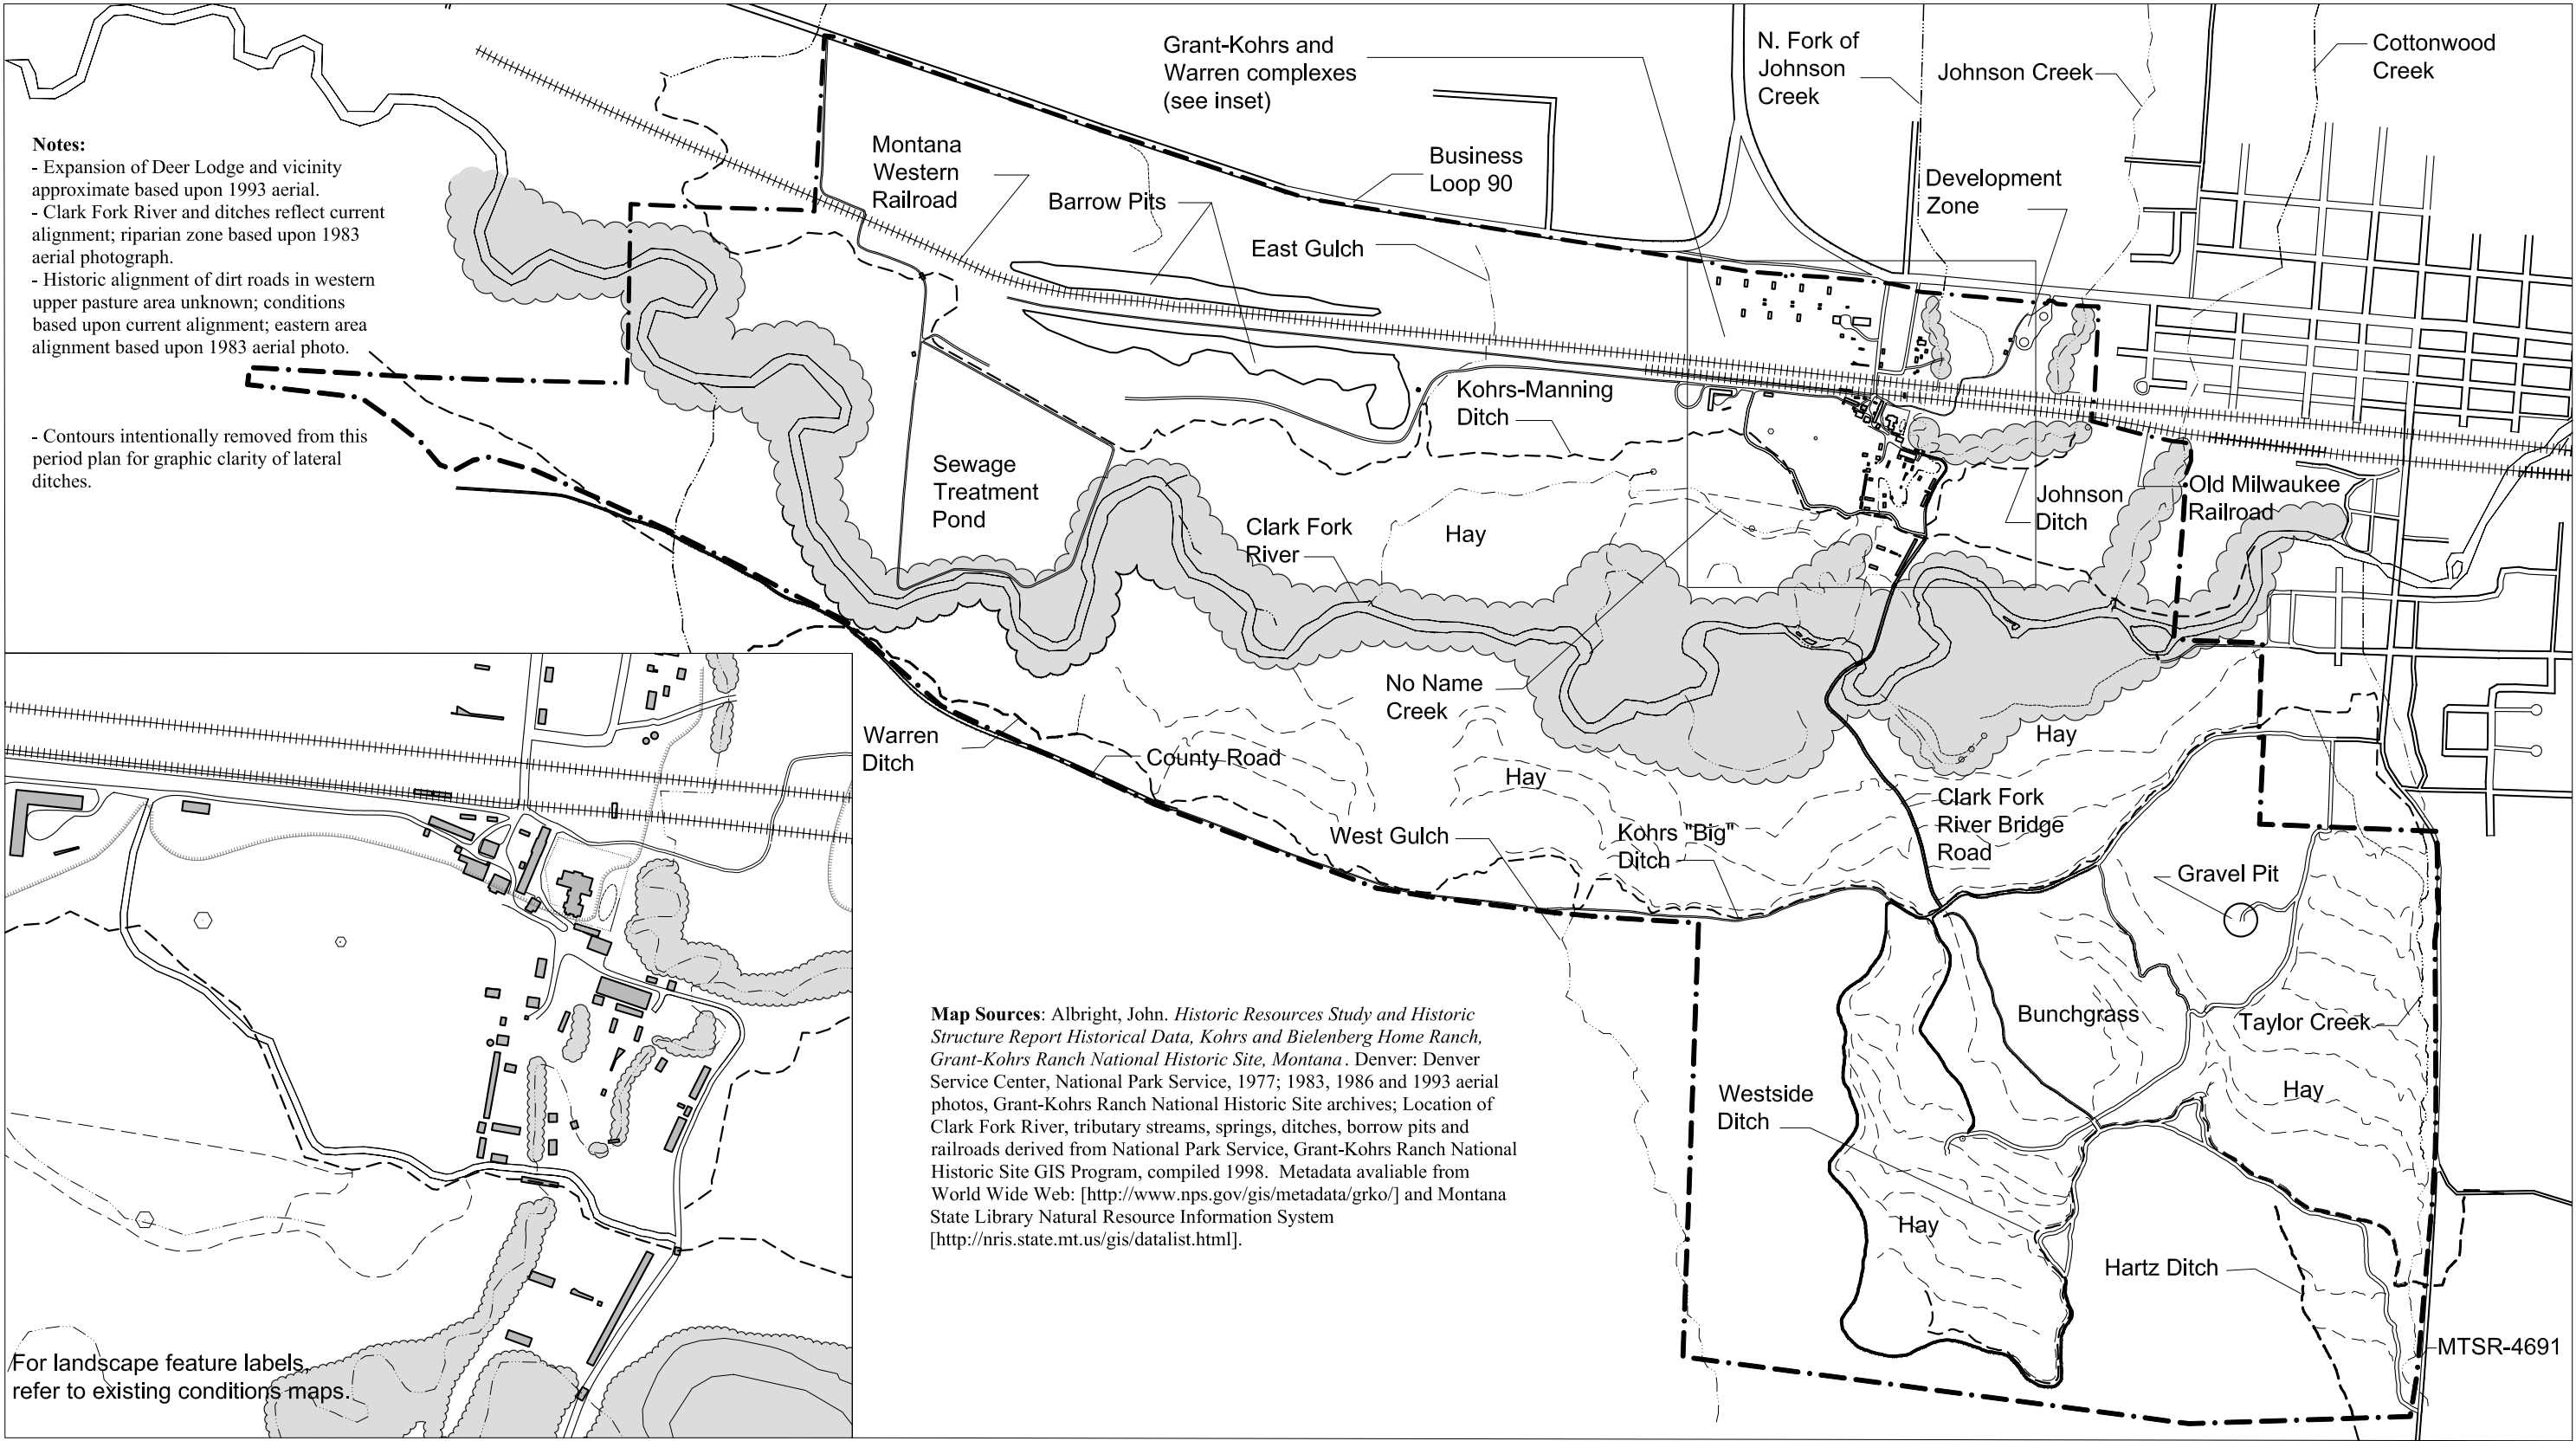 Notes:
- Expansion of Deer Lodge and vicinity
approximate based upon 1993 aerial.
- Clark Fork River and ditches reflect current
alignment; riparian zone based upon 1983
aerial photograph.
- Historic alignment of dirt roads in western
upper pasture area unknown; conditions
based upon current alignment; eastern area
alignment based upon 1983 aerial photo.
- Contours intentionally removed from this
period plan for graphic clarity of lateral
ditches.
Grant-Kohrs and
Warren complexes
(see inset)
N. Fork of
Johnson
Creek
Johnson Creek
Cottonwood
Creek
Montana
Western
Railroad
Barrow Pits
Business
Loop 90
East Gulch
Development
Zone
Kohrs-Manning
Ditch
Sewage
Treatment
Pond
Clark Fork
River
Hay
Johnson
Ditch
Old Milwaukee
Railroad
No Name
Creek
Warren
Ditch
County Road
Hay
Hay
West Gulch
Kohrs "Big"
Ditch
Clark Fork
River Bridge
Road
Gravel Pit
Bunchgrass
Taylor Creek
Hay
Westside
Ditch
Hay
Hartz Ditch
MTSR-4691
Map Sources: Albright, John. Historic Resources Study and Historic
Structure Report Historical Data, Kohrs and Bielenberg Home Ranch,
Grant-Kohrs Ranch National Historic Site, Montana. Denver: Denver
Service Center, National Park Service, 1977; 1983, 1986 and 1993 aerial
photos, Grant-Kohrs Ranch National Historic Site archives; Location of
Clark Fork River, tributary streams, springs, ditches, borrow pits and
railroads derived from National Park Service, Grant-Kohrs Ranch National
Historic Site GIS Program, compiled 1998.  Metadata avaliable from
World Wide Web: [http://www.nps.gov/gis/metadata/grko/] and Montana
State Library Natural Resource Information System
[http://nris.state.mt.us/gis/datalist.html].
For landscape feature labels,
refer to existing conditions maps.